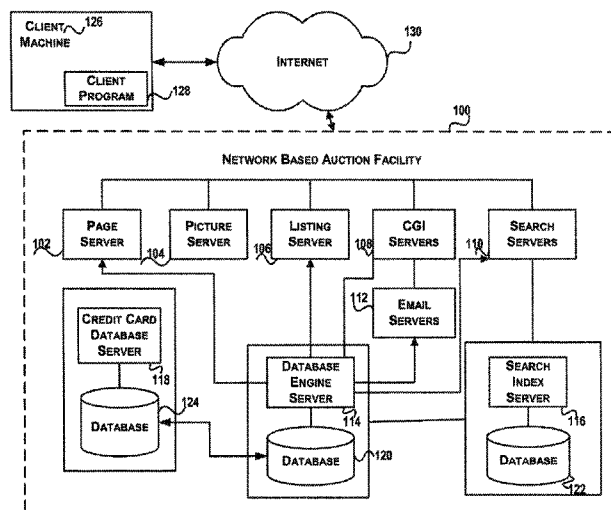 CLIENT 126
MACHINE
CLIENT
PROGRAM
128
INTERNET
130
100
NETWORK BASED AUCTION FACILITY
PAGE
SERVER
102
PICTURE
SERVER
104
LISTING
SERVER
106
CGI
SERVERS
108
SEARCH
SERVERS
110
EMAIL
SERVERS
112
CREDIT CARD
DATABASE
SERVER
118
DATABASE
124
DATABASE
ENGINE
SERVER
114
DATABASE
120
SEARCH
INDEX
SERVER
116
DATABASE
122